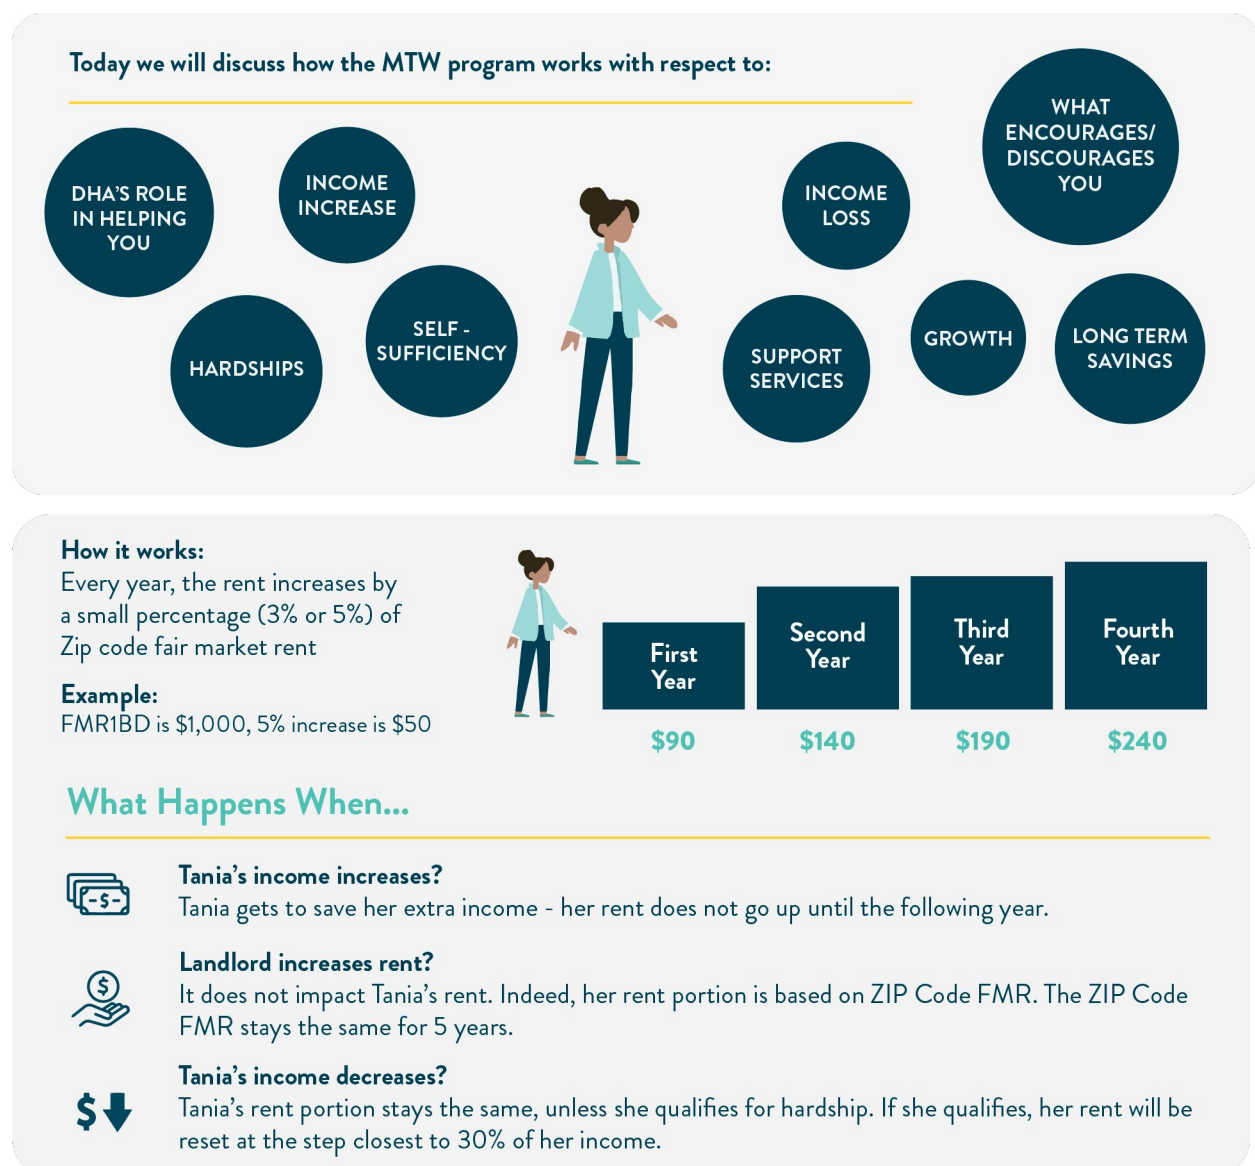 Today we will discuss how the MTW program works with respect to:
DHA'S ROLE
IN HELPING
YOU
INCOME
INCREASE
HARDSHIPS
SELF -
SUFFICIENCY
INCOME
LOSS
WHAT
ENCOURAGES/
DISCOURAGES
YOU
SUPPORT
SERVICES
GROWTH
LONG TERM
SAVINGS
How it works:
Every year, the rent increases by
a small percentage (3% or 5%) of
Zip code fair market rent
Example:
FMR1BD is $1,000, 5% increase is $50
First
Year
$90
Second
Year
$140
Third
Year
$190
Fourth
Year
$240
What Happens When...
-$-
Tania's income increases?
Tania gets to save her extra income - her rent does not go up until the following year.
$
Landlord increases rent?
It does not impact Tania's rent. Indeed, her rent portion is based on ZIP Code FMR. The ZIP Code
FMR stays the same for 5 years.
$
Tania's income decreases?
Tania's rent portion stays the same, unless she qualifies for hardship. If she qualifies, her rent will be
reset at the step closest to 30% of her income.